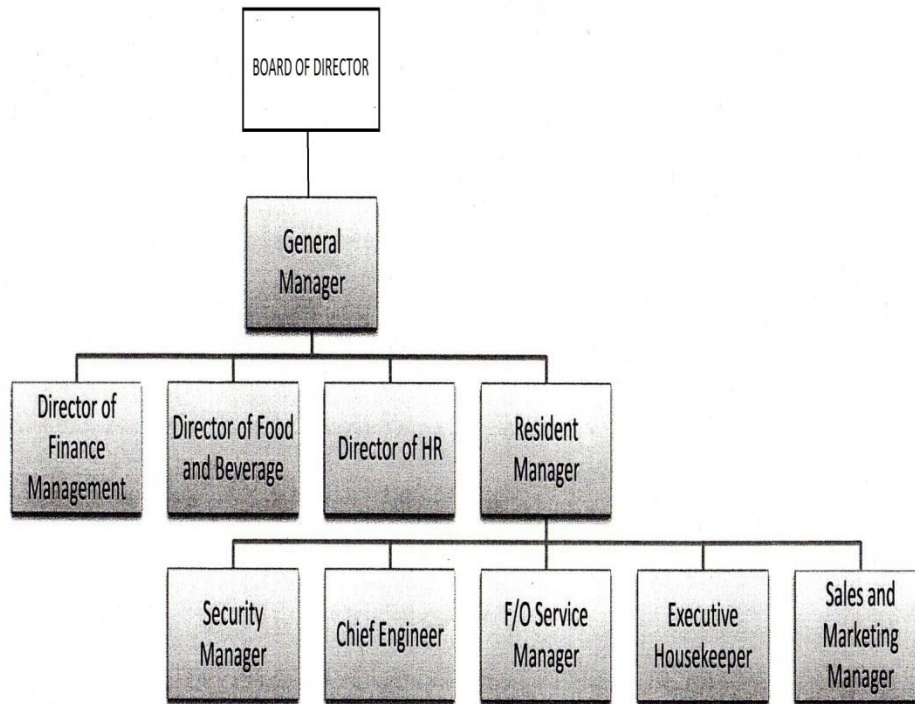 BOARD OF DIRECTOR
General
Manager
Director of
Finance
Management
Director of Food
and Beverage
Director of HR
Resident
Manager
Security
Manager
Chief Engineer
F/O Service
Manager
Executive
Housekeeper
Sales and
Marketing
Manager